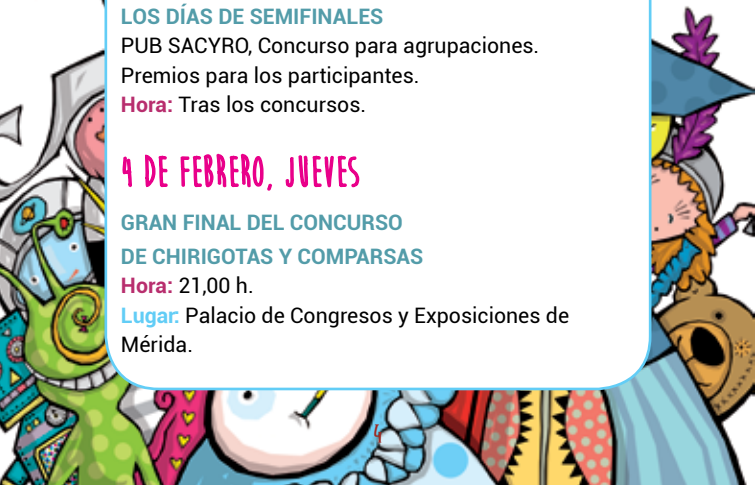 LOS DÍAS DE SEMIFINALES
PUB SACYRO, Concurso para agrupaciones.
Premios para los participantes.
Hora: Tras los concursos.
4 DE FEBRERO, JUEVES
GRAN FINAL DEL CONCURSO
DE CHIRIGOTAS Y COMPARSAS
Hora: 21,00 h.
Lugar: Palacio de Congresos y Exposiciones de
Mérida.